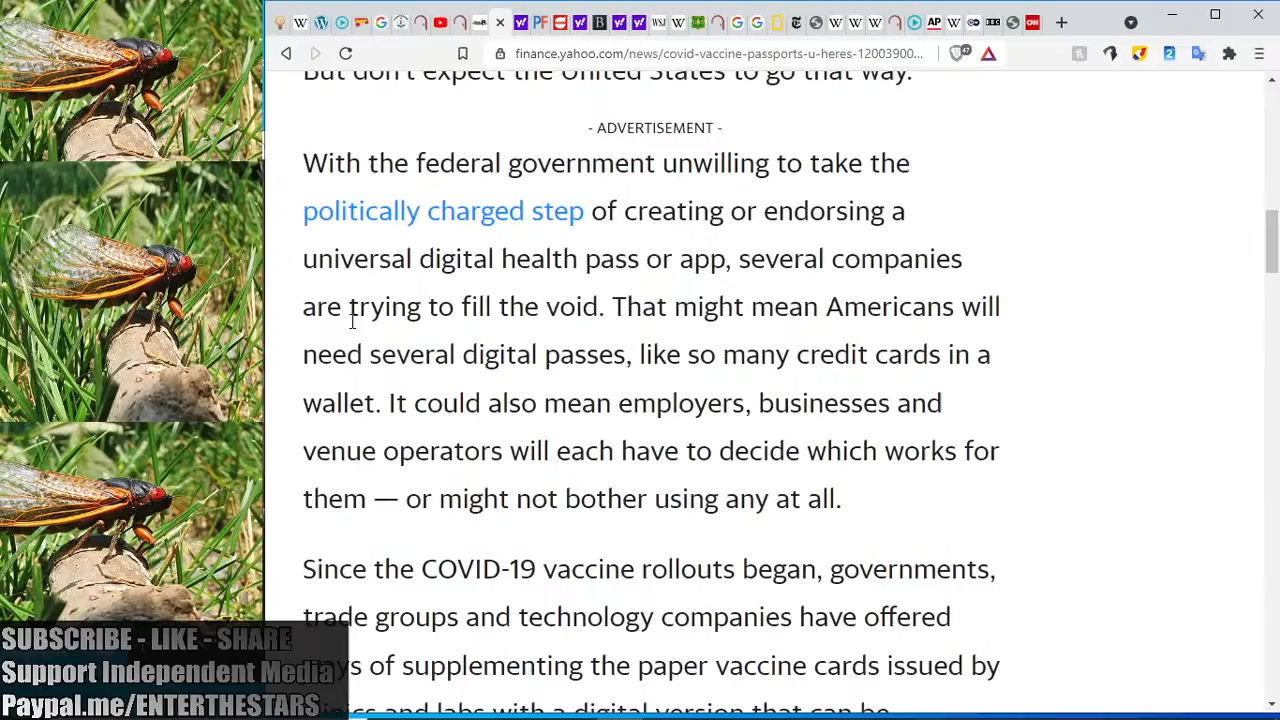 finance.yahoo.com/news/covid-vaccine-passports-u-heres-12003900...
But don't expect the United States to go that way.
- ADVERTISEMENT -
With the federal government unwilling to take the
politically charged step of creating or endorsing a
universal digital health pass or app, several companies
are trying to fill the void. That might mean Americans will
need several digital passes, like so many credit cards in a
wallet. It could also mean employers, businesses and
venue operators will each have to decide which works for
them — or might not bother using any at all.
Since the COVID-19 vaccine rollouts began, governments,
trade groups and technology companies have offered
of supplementing the paper vaccine cards issued by
and labs with a digital version that can be
SUBSCRIBE - LIKE - SHARE
Support Independent Media
Paypal.me/ENTERTHESTARS